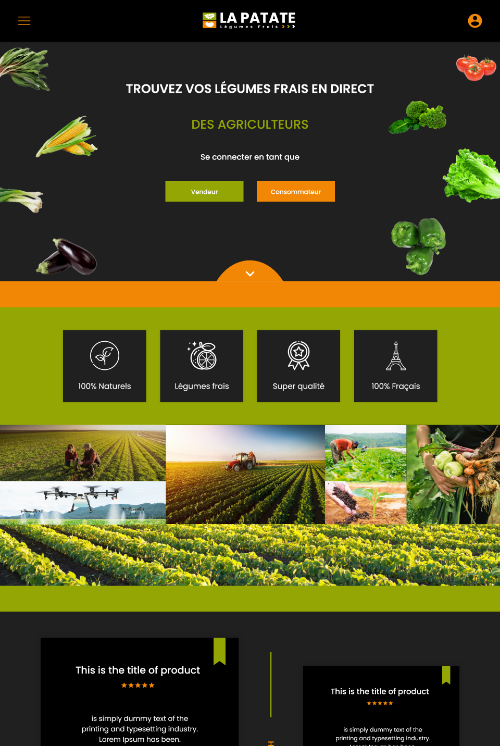 LA PATATE
Légumes frais >>>
TROUVEZ VOS LÉGUMES FRAIS EN DIRECT
DES AGRICULTEURS
Se connecter en tant que
Vendeur
Consommateur
100% Naturels
Légumes frais
Super qualité
100% Fraçais
This is the title of product
is simply dummy text of the
printing and typesetting industry.
Lorem Ipsum has been.
This is the title of product
is simply dummy text of the
printing and typesetting industry.